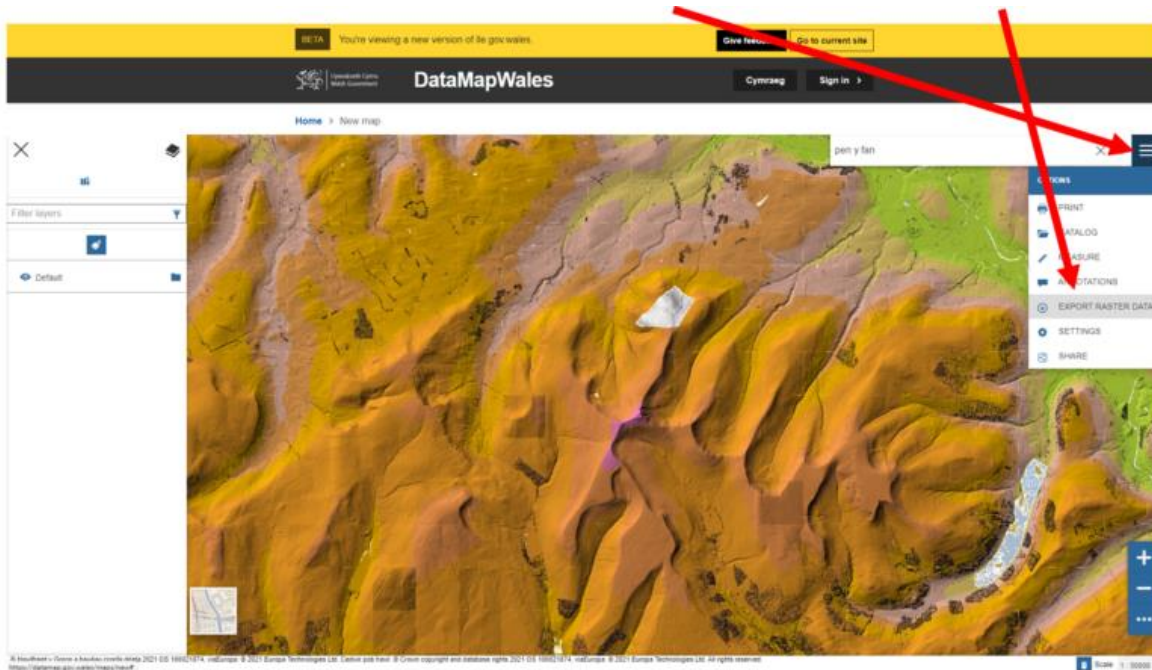 BETA You're viewing a new version of lle.gov.wales.
Give Go to current site
Llywodraeth Cymru
Welsh Government
DataMapWales
Cymraeg Sign in >
Home > New map
pen y fan
Filter layers
Default
PRINT
CATALOG
MEASURE
ANNOTATIONS
EXPORT RASTER DATA
SETTINGS
SHARE
Scale